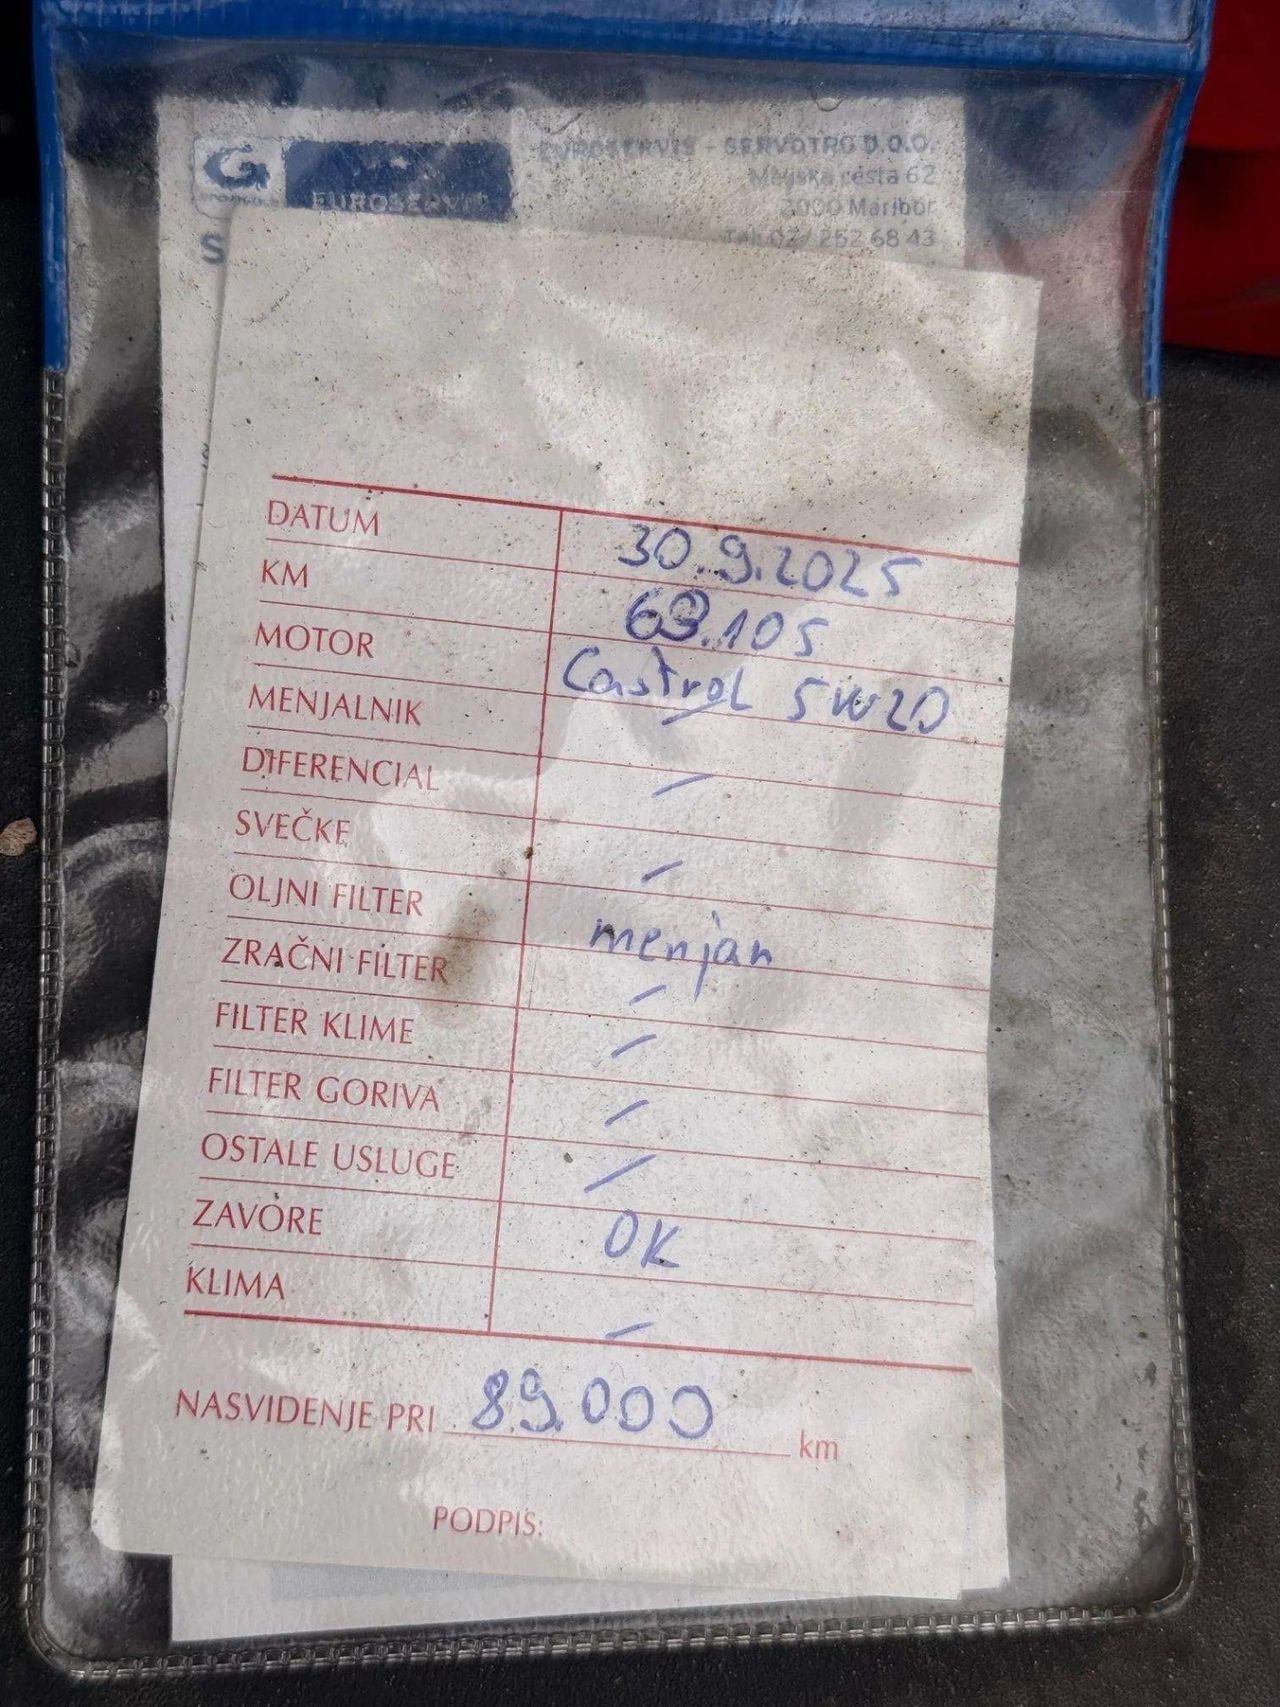 EUROSERVIS
EUROSERVIS - SERVOTRG D.O.O.
Mejska cesta 62
2000 Maribor
Tel: 02/ 252 68 43
S
DATUM 30.9.2025
KM 69.105
MOTOR Castrol 5W20
MENJALNIK /
DIFERENCIAL /
SVEČKE /
OLJNI FILTER menjan
ZRAČNI FILTER /
FILTER KLIME /
FILTER GORIVA /
OSTALE USLUGE /
ZAVORE OK
KLIMA /
NASVIDENJE PRI 89.000 km
PODPIS: